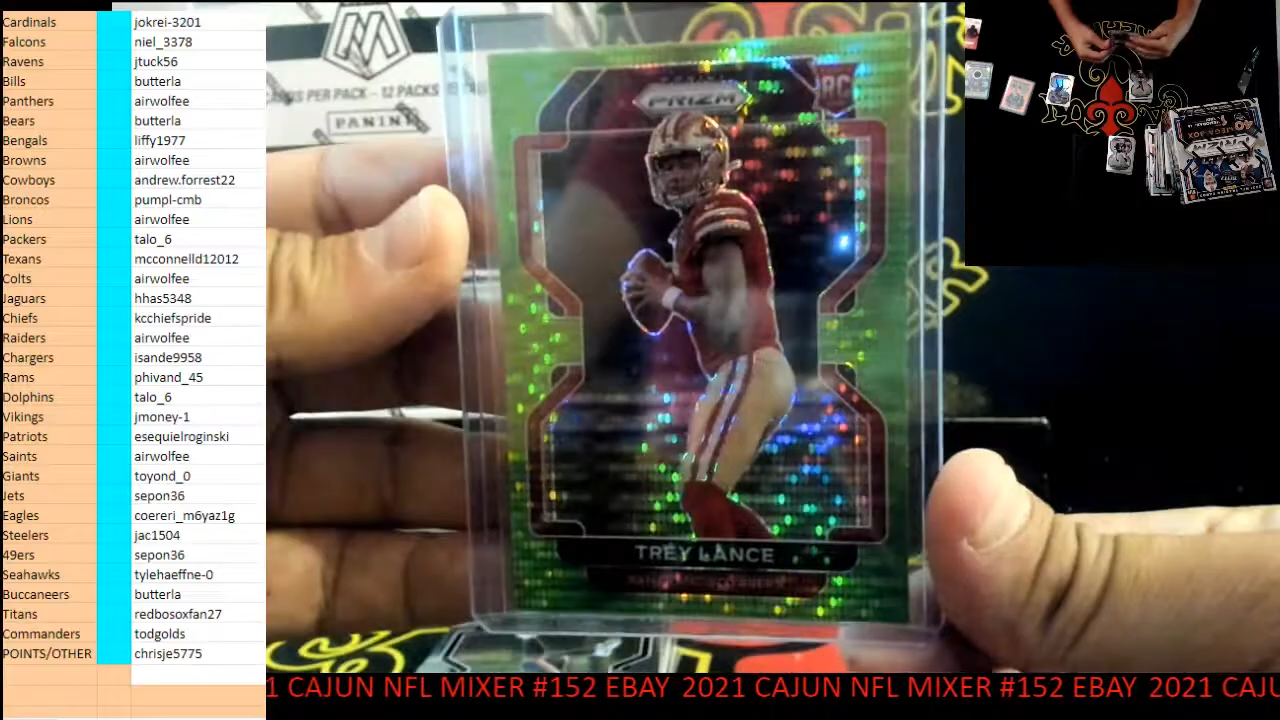 Cardinals jokrei-3201
Falcons niel_3378
Ravens jtuck56
Bills butterla
Panthers airwolfee
Bears butterla
Bengals liffy1977
Browns airwolfee
Cowboys andrew.forrest22
Broncos pumpl-cmb
Lions airwolfee
Packers talo_6
Texans mcconnelld12012
Colts airwolfee
Jaguars hhas5348
Chiefs kcchiefspride
Raiders airwolfee
Chargers isande9958
Rams phivand_45
Dolphins talo_6
Vikings jmoney-1
Patriots esequielroginski
Saints airwolfee
Giants toyond_0
Jets sepon36
Eagles coereri_m6yaz1g
Steelers jac1504
49ers sepon36
Seahawks tylehaeffne-0
Buccaneers butterla
Titans redbosoxfan27
Commanders todgolds
POINTS/OTHER chrisje5775
PER PACK - 12 PACKS
PANINI
PRIZM
RC
TREY LANCE
1 CAJUN NFL MIXER #152 EBAY 2021 CAJUN NFL MIXER #152 EBAY 2021 CAJU